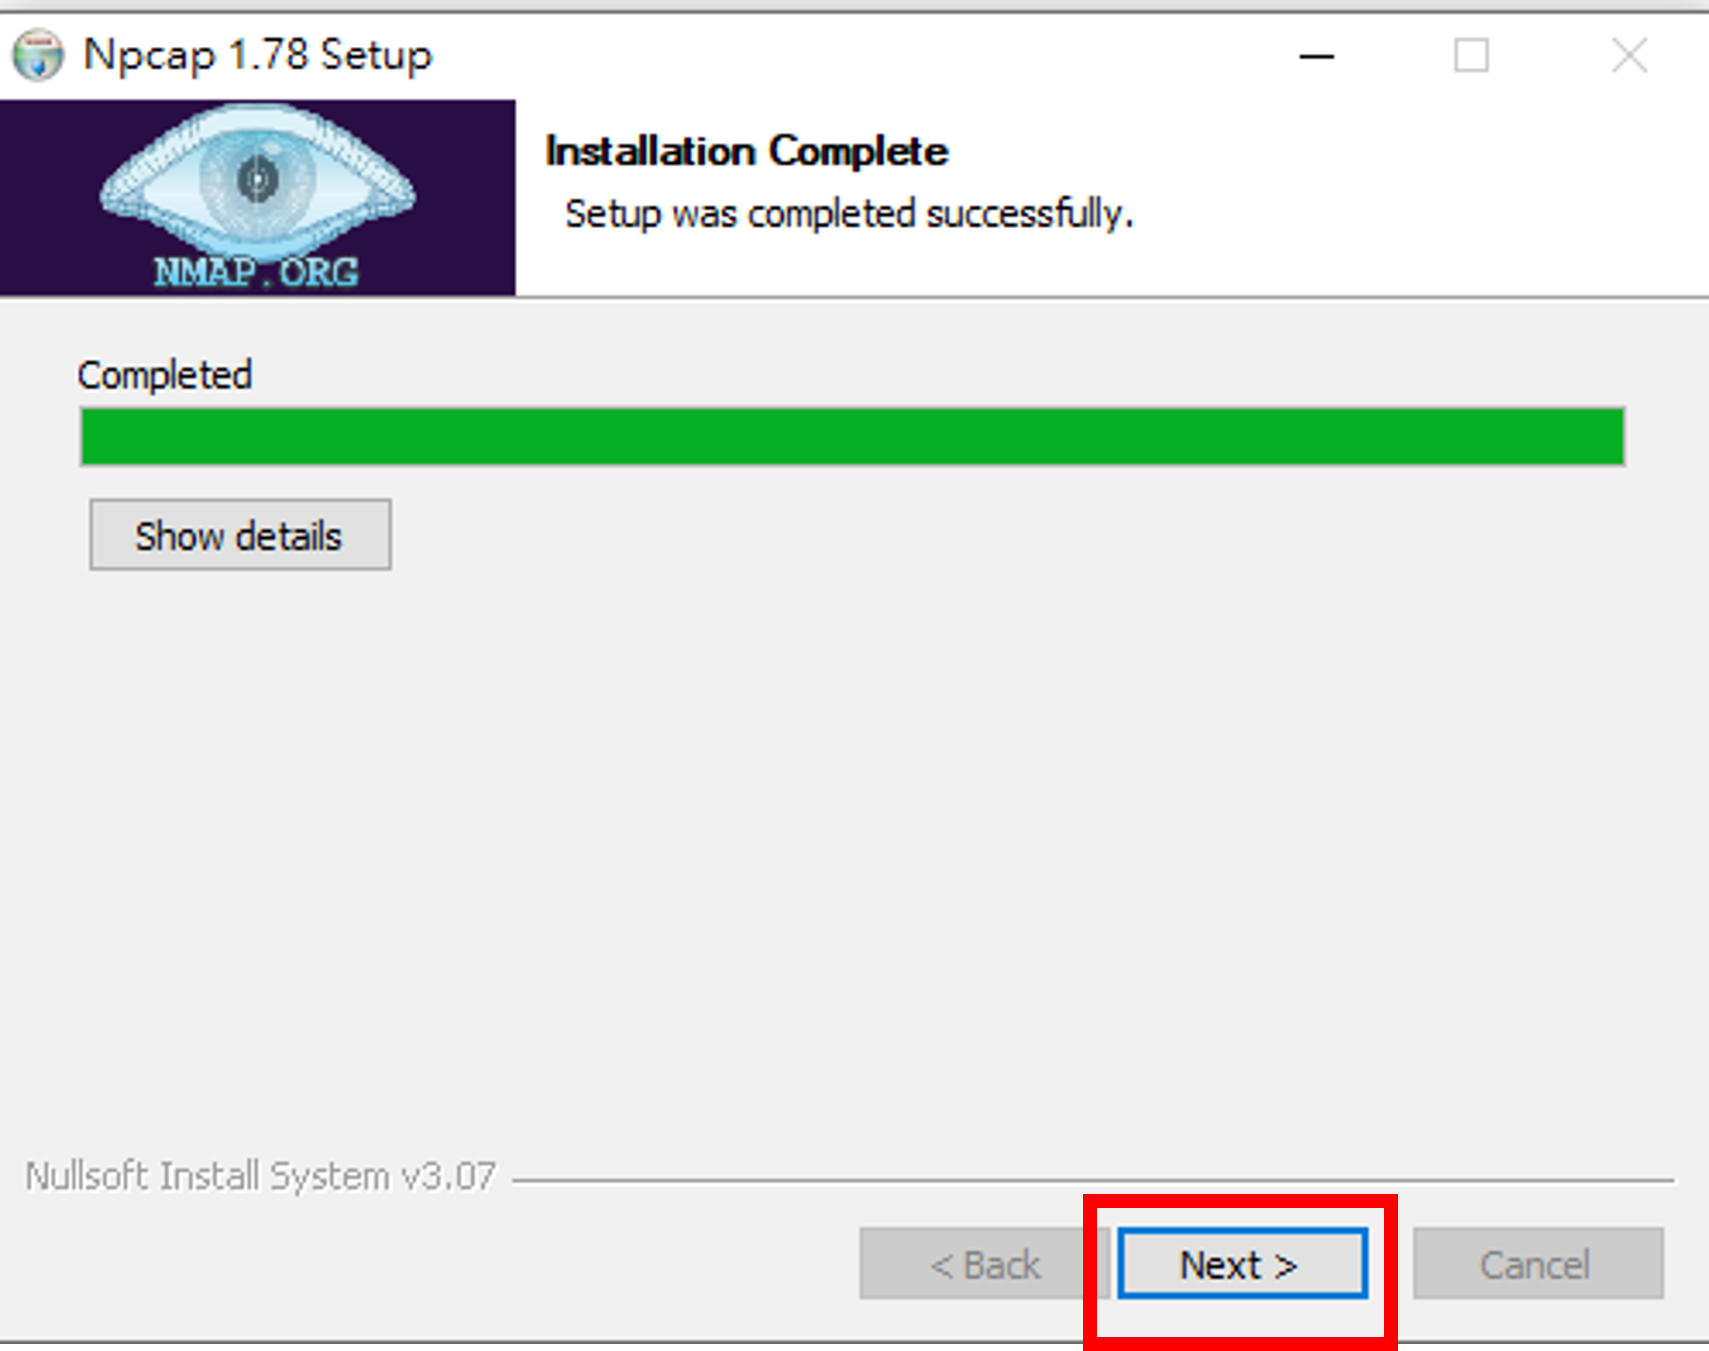 Npcap 1.78 Setup
NMAP.ORG
Installation Complete
Setup was completed successfully.
Completed
Show details
Nullsoft Install System v3.07
< Back
Next >
Cancel